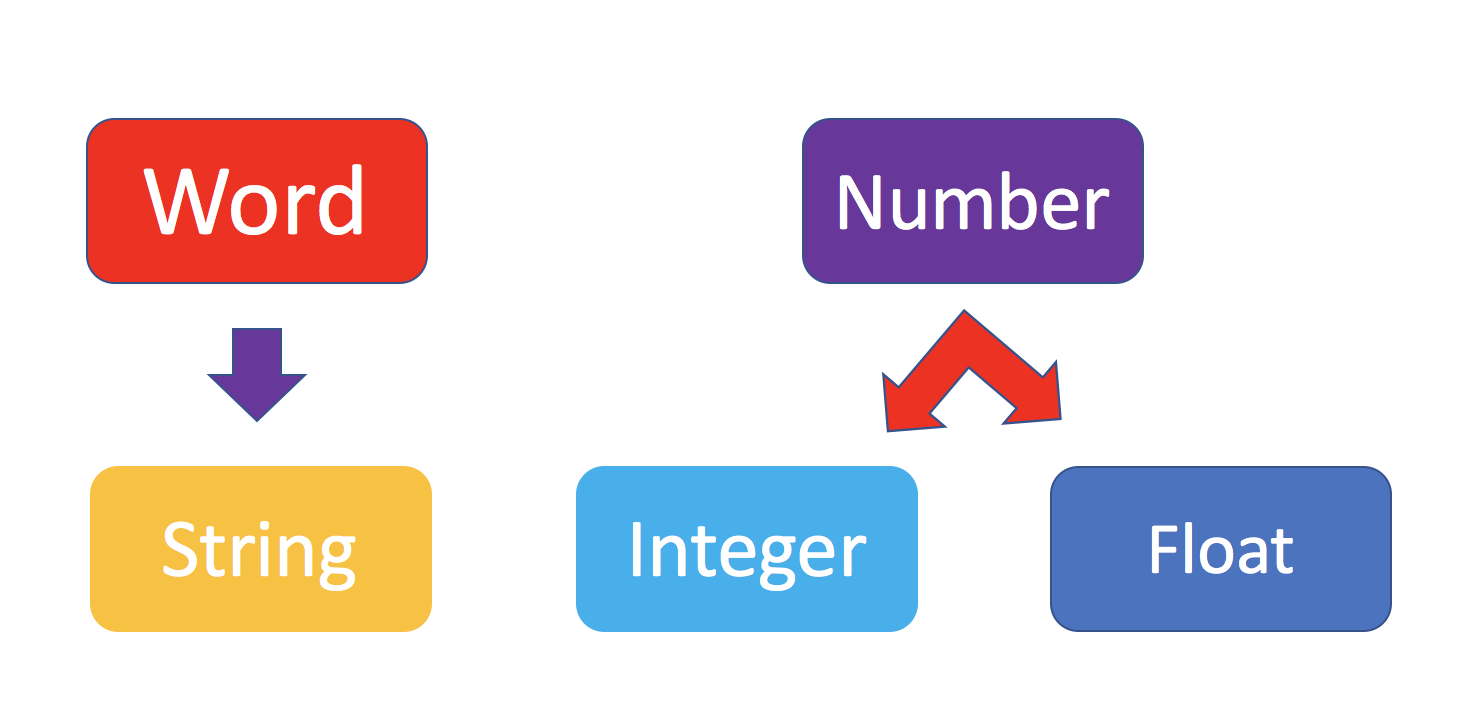 Word
Number
String
Integer
Float